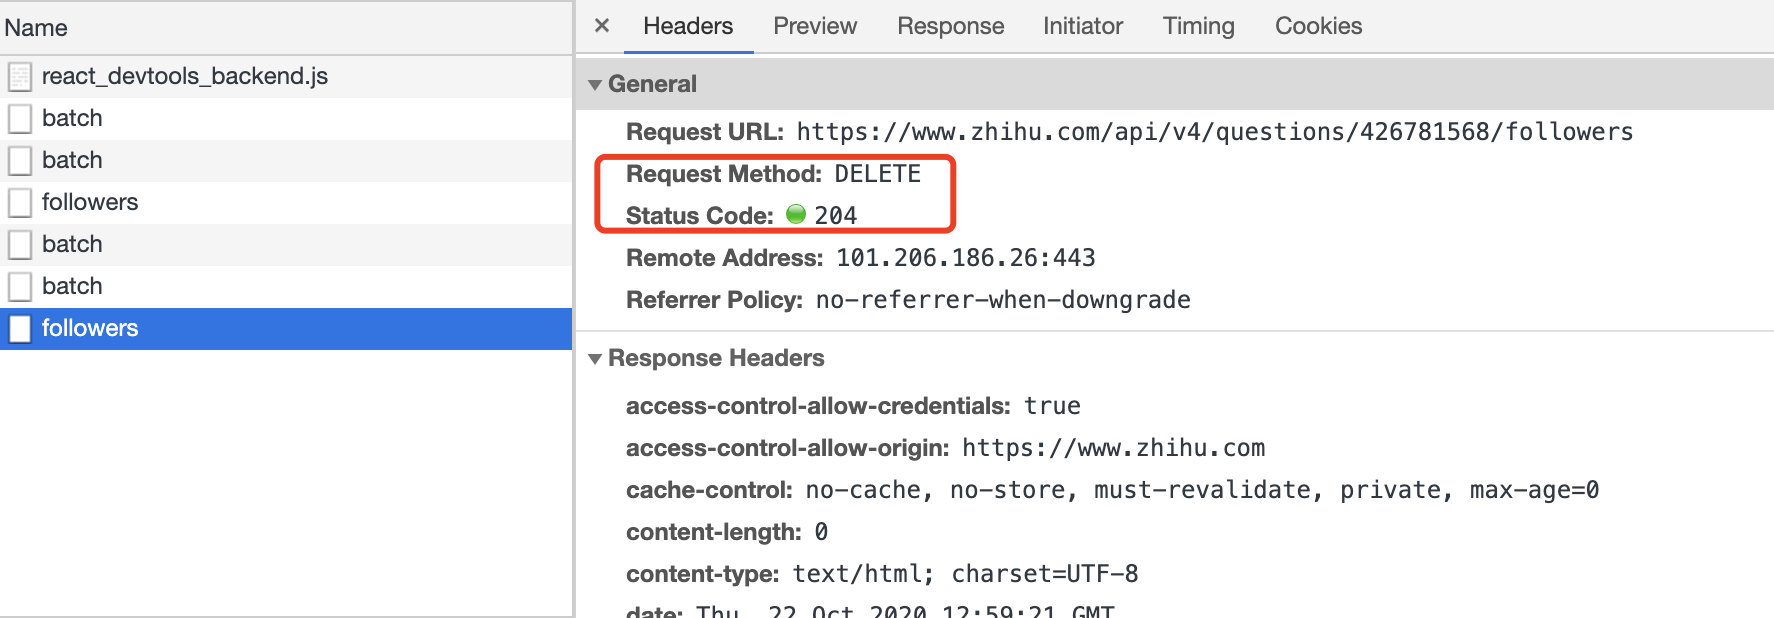 Name
react_devtools_backend.js
batch
batch
followers
batch
batch
followers
× Headers Preview Response Initiator Timing Cookies
General
Request URL: https://www.zhihu.com/api/v4/questions/426781568/followers
Request Method: DELETE
Status Code: 204
Remote Address: 101.206.186.26:443
Referrer Policy: no-referrer-when-downgrade
Response Headers
access-control-allow-credentials: true
access-control-allow-origin: https://www.zhihu.com
cache-control: no-cache, no-store, must-revalidate, private, max-age=0
content-length: 0
content-type: text/html; charset=UTF-8
date: Thu, 22 Oct 2020 12:59:21 GMT